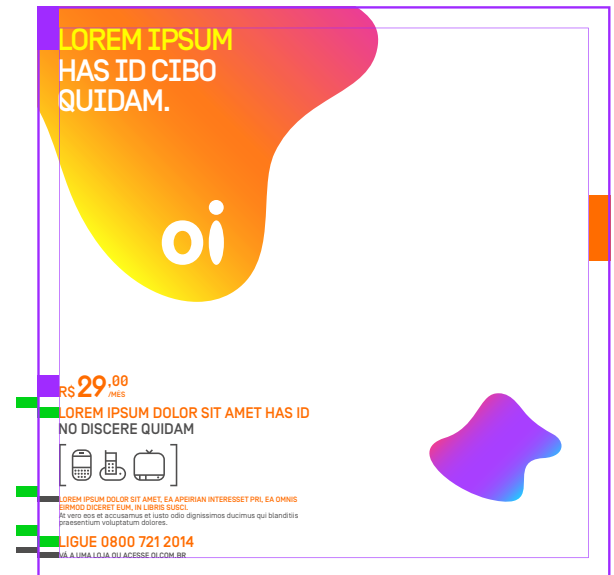 LOREM IPSUM
HAS ID CIBO
QUIDAM.
oi
R$ 29,00
/MÊS
LOREM IPSUM DOLOR SIT AMET HAS ID
NO DISCERE QUIDAM
LOREM IPSUM DOLOR SIT AMET, EA APEIRIAN INTERESSET PRI, EA OMNIS
EIRMOD DICERET EUM, IN LIBRIS SUSCI.
At vero eos et accusamus et iusto odio dignissimos ducimus qui blanditiis
praesentium voluptatum dolores.
LIGUE 0800 721 2014
VÁ A UMA LOJA OU ACESSE OI.COM.BR